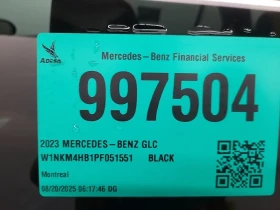 ADESA
Mercedes-Benz Financial Services
997504
2023 MERCEDES-BENZ GLC
W1NKM4HB1PF051551 BLACK
Montreal
08/20/2025 06:17:46 DG